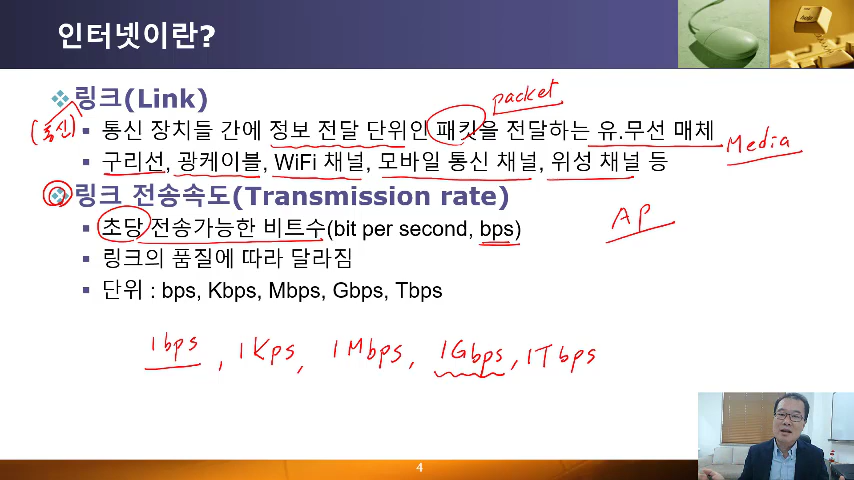 인터넷이란?
링크(Link)
packet
(통신)
통신 장치들 간에 정보 전달 단위인 패킷을 전달하는 유.무선 매체
Media
구리선, 광케이블, WiFi 채널, 모바일 통신 채널, 위성 채널 등
링크 전송속도(Transmission rate)
초당 전송가능한 비트수(bit per second, bps)
AP
링크의 품질에 따라 달라짐
단위 : bps, Kbps, Mbps, Gbps, Tbps
1bps, 1Kps, 1Mbps, 1Gbps, 1Tbps
4